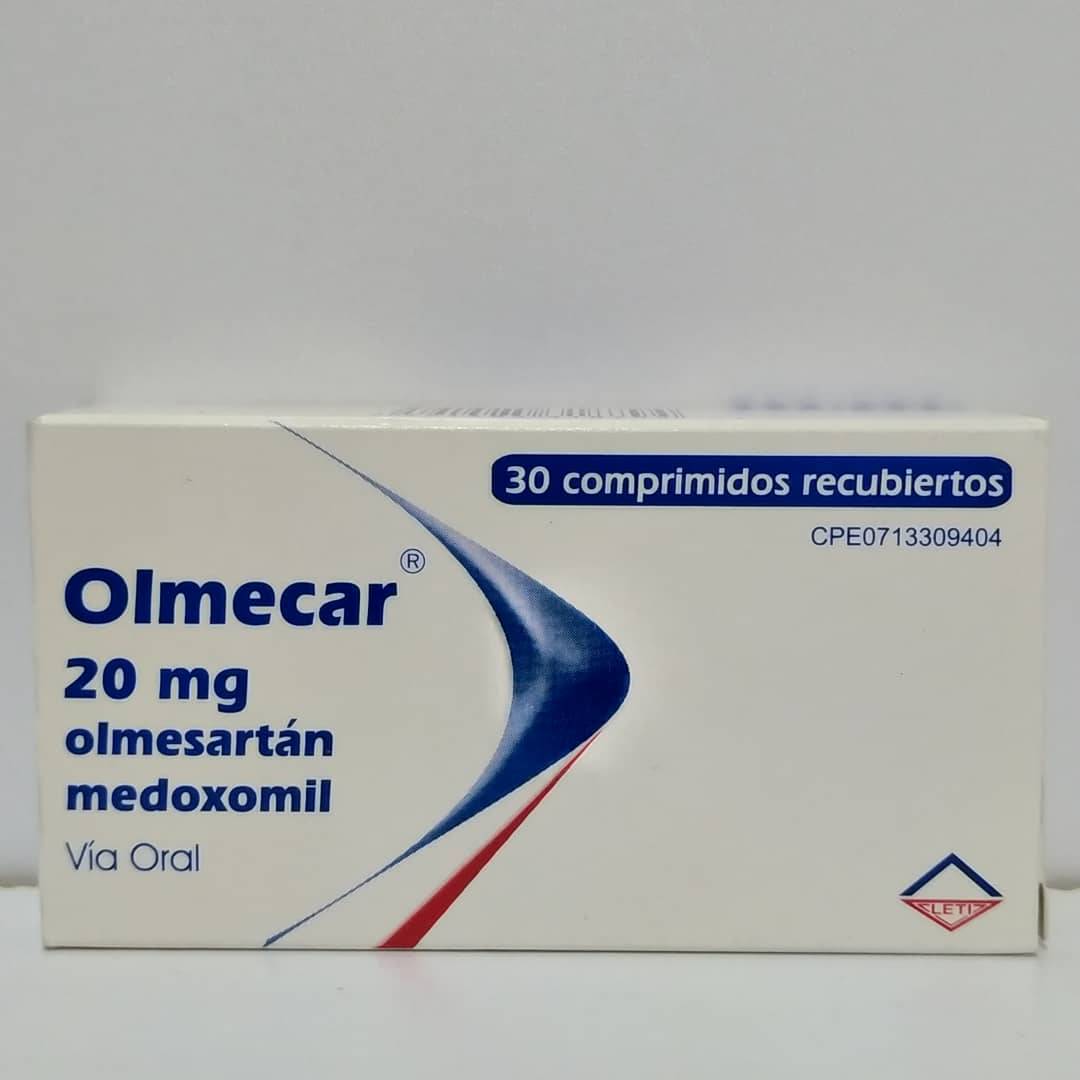 30 comprimidos recubiertos
CPE0713309404
Olmecar®
20 mg
olmesartán
medoxomil
Vía Oral
LETI